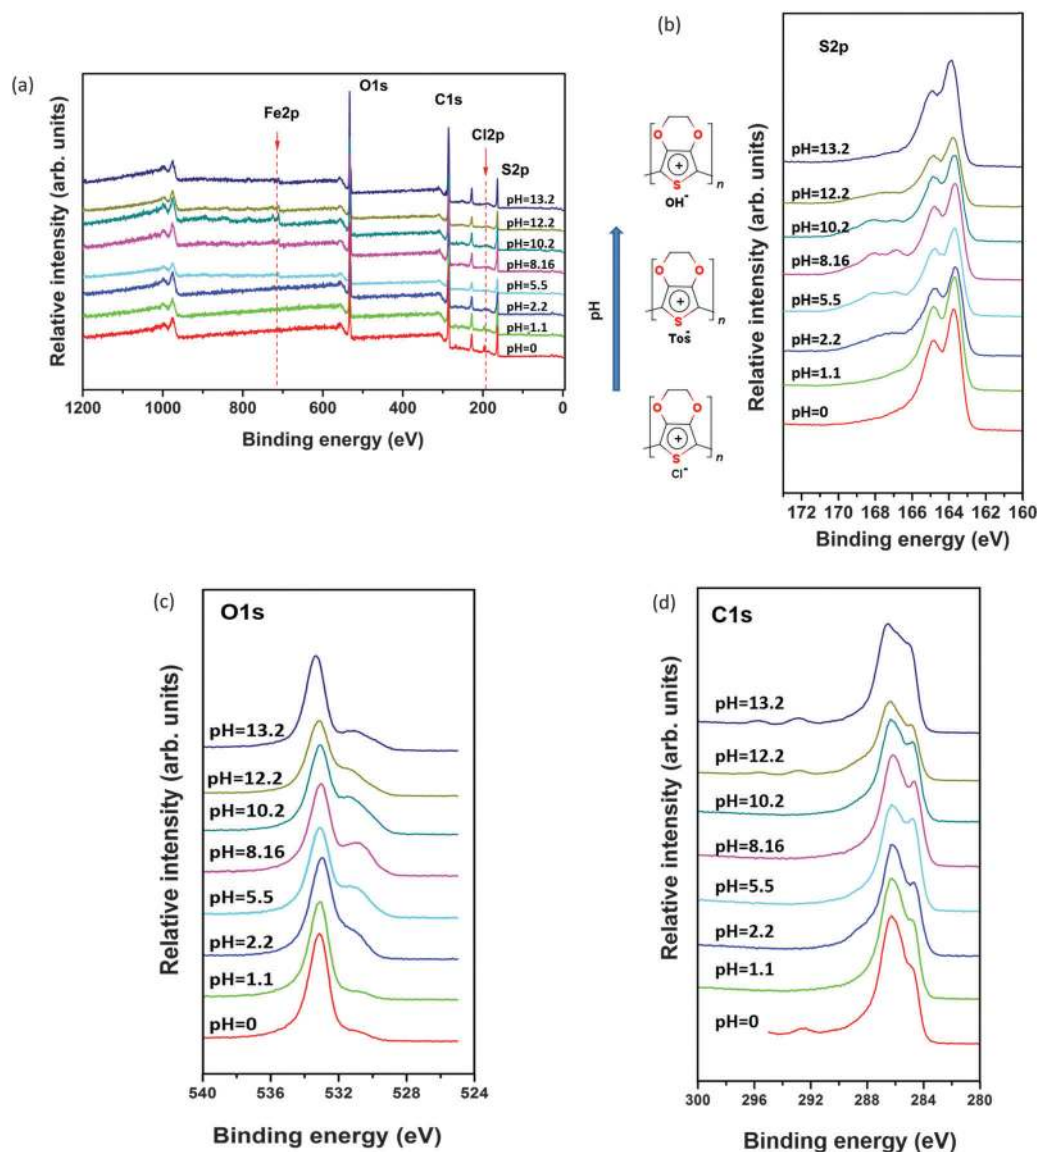 (a)
Relative intensity (arb. units)
Fe2p
O1s
C1s
Cl2p
S2p
pH=13.2
pH=12.2
pH=10.2
pH=8.16
pH=5.5
pH=2.2
pH=1.1
pH=0
1200 1000 800 600 400 200 0
Binding energy (eV)
(b)
O O
+
S
n
OH-
pH
O O
+
S
n
Tos-
O O
+
S
n
Cl-
Relative intensity (arb. units)
S2p
pH=13.2
pH=12.2
pH=10.2
pH=8.16
pH=5.5
pH=2.2
pH=1.1
pH=0
172 170 168 166 164 162 160
Binding energy (eV)
(c)
O1s
Relative intensity (arb. units)
pH=13.2
pH=12.2
pH=10.2
pH=8.16
pH=5.5
pH=2.2
pH=1.1
pH=0
540 536 532 528 524
Binding energy (eV)
(d)
C1s
Relative intensity (arb. units)
pH=13.2
pH=12.2
pH=10.2
pH=8.16
pH=5.5
pH=2.2
pH=1.1
pH=0
300 296 292 288 284 280
Binding energy (eV)